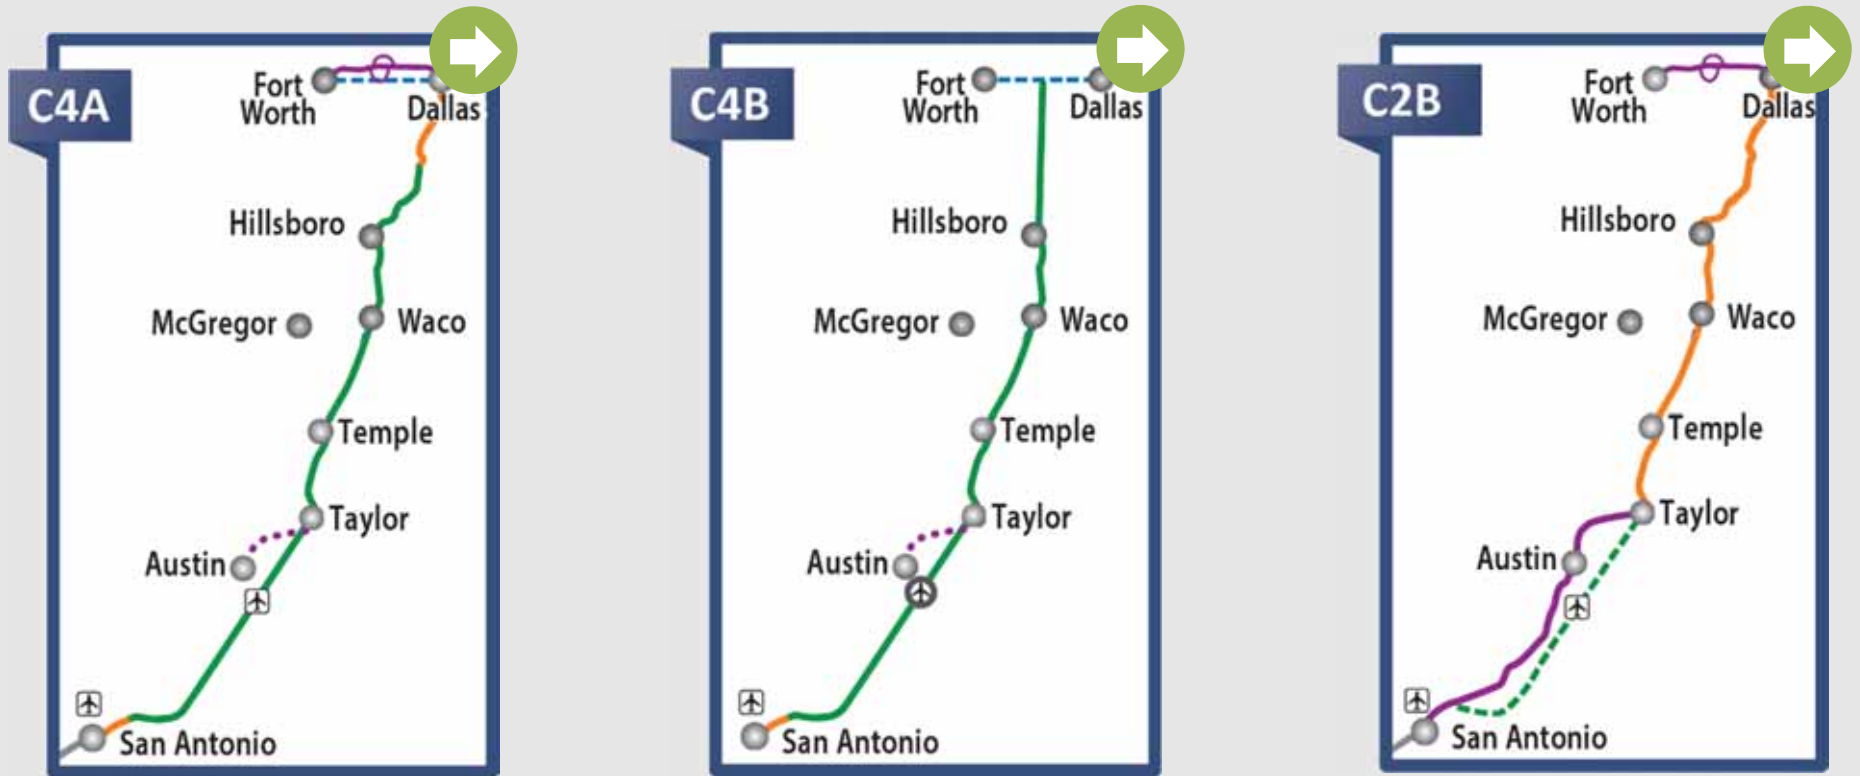 C4A
Fort
Worth
Dallas
Hillsboro
McGregor
Waco
Temple
Taylor
Austin
San Antonio
C4B
Fort
Worth
Dallas
Hillsboro
McGregor
Waco
Temple
Taylor
Austin
San Antonio
C2B
Fort
Worth
Dallas
Hillsboro
McGregor
Waco
Temple
Taylor
Austin
San Antonio